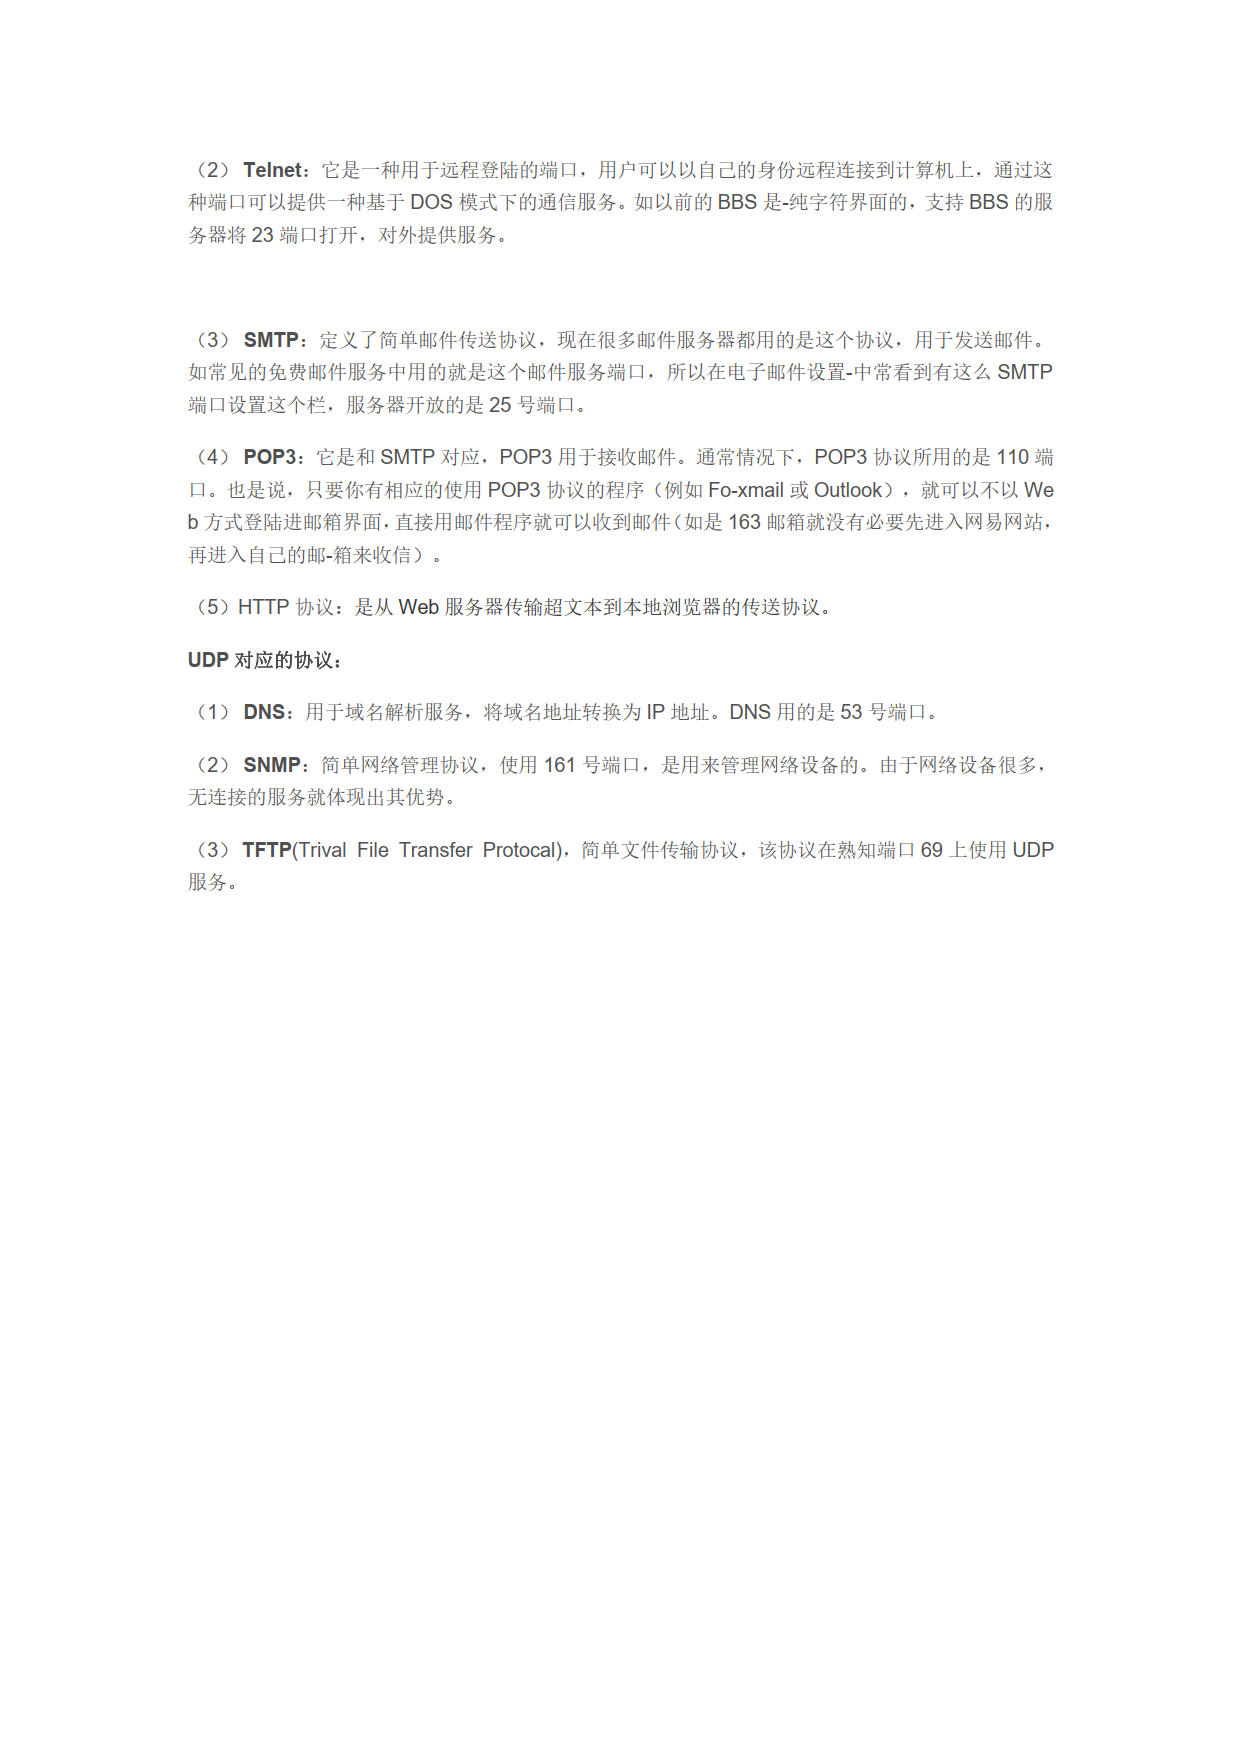 （2） Telnet：它是一种用于远程登陆的端口，用户可以以自己的身份远程连接到计算机上，通过这
种端口可以提供一种基于 DOS 模式下的通信服务。如以前的 BBS 是-纯字符界面的，支持 BBS 的服
务器将 23 端口打开，对外提供服务。
（3） SMTP：定义了简单邮件传送协议，现在很多邮件服务器都用的是这个协议，用于发送邮件。
如常见的免费邮件服务中用的就是这个邮件服务端口，所以在电子邮件设置-中常看到有这么 SMTP
端口设置这个栏，服务器开放的是 25 号端口。
（4） POP3：它是和 SMTP 对应，POP3 用于接收邮件。通常情况下，POP3 协议所用的是 110 端
口。也是说，只要你有相应的使用 POP3 协议的程序（例如 Fo-xmail 或 Outlook），就可以不以 We
b 方式登陆进邮箱界面，直接用邮件程序就可以收到邮件（如是 163 邮箱就没有必要先进入网易网站，
再进入自己的邮-箱来收信）。
（5）HTTP 协议：是从 Web 服务器传输超文本到本地浏览器的传送协议。
UDP 对应的协议：
（1） DNS：用于域名解析服务，将域名地址转换为 IP 地址。DNS 用的是 53 号端口。
（2） SNMP：简单网络管理协议，使用 161 号端口，是用来管理网络设备的。由于网络设备很多，
无连接的服务就体现出其优势。
（3） TFTP(Trival File Transfer Protocal)，简单文件传输协议，该协议在熟知端口 69 上使用 UDP
服务。